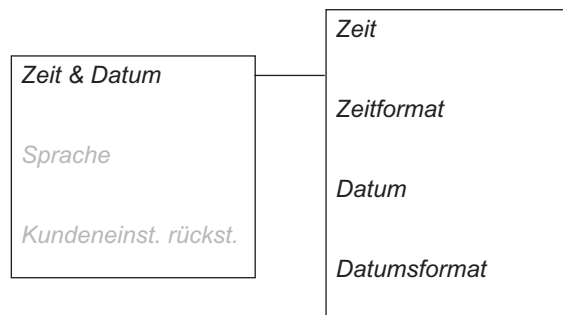 Zeit & Datum
Sprache
Kundeneinst. rückst.
Zeit
Zeitformat
Datum
Datumsformat